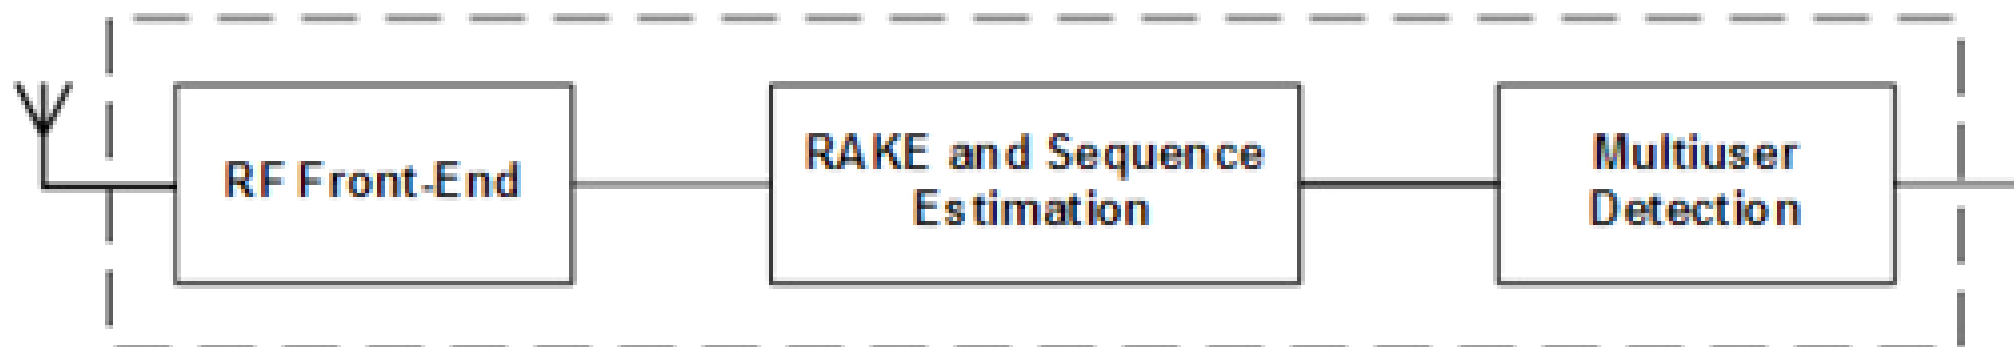 RF Front-End
RAKE and Sequence
Estimation
Multiuser
Detection